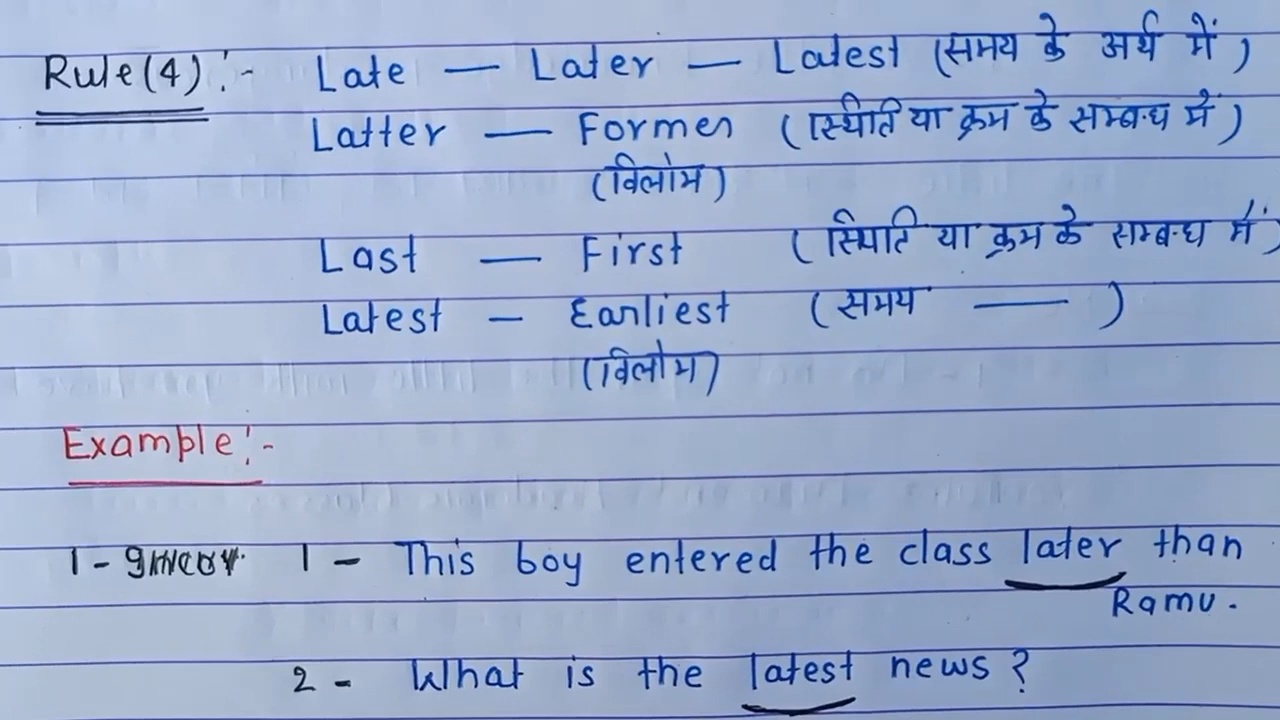 Rule(4):- Late — Later — Latest (समय के अर्थ में)
Latter — Former (स्थिति या क्रम के सम्बन्ध में)
(विलोम)
Last — First (स्थिति या क्रम के सम्बन्ध में)
Latest — Earliest (समय ——)
(विलोम)
Example:-
1 - 1 - This boy entered the class later than
Ramu.
2 - What is the latest news?